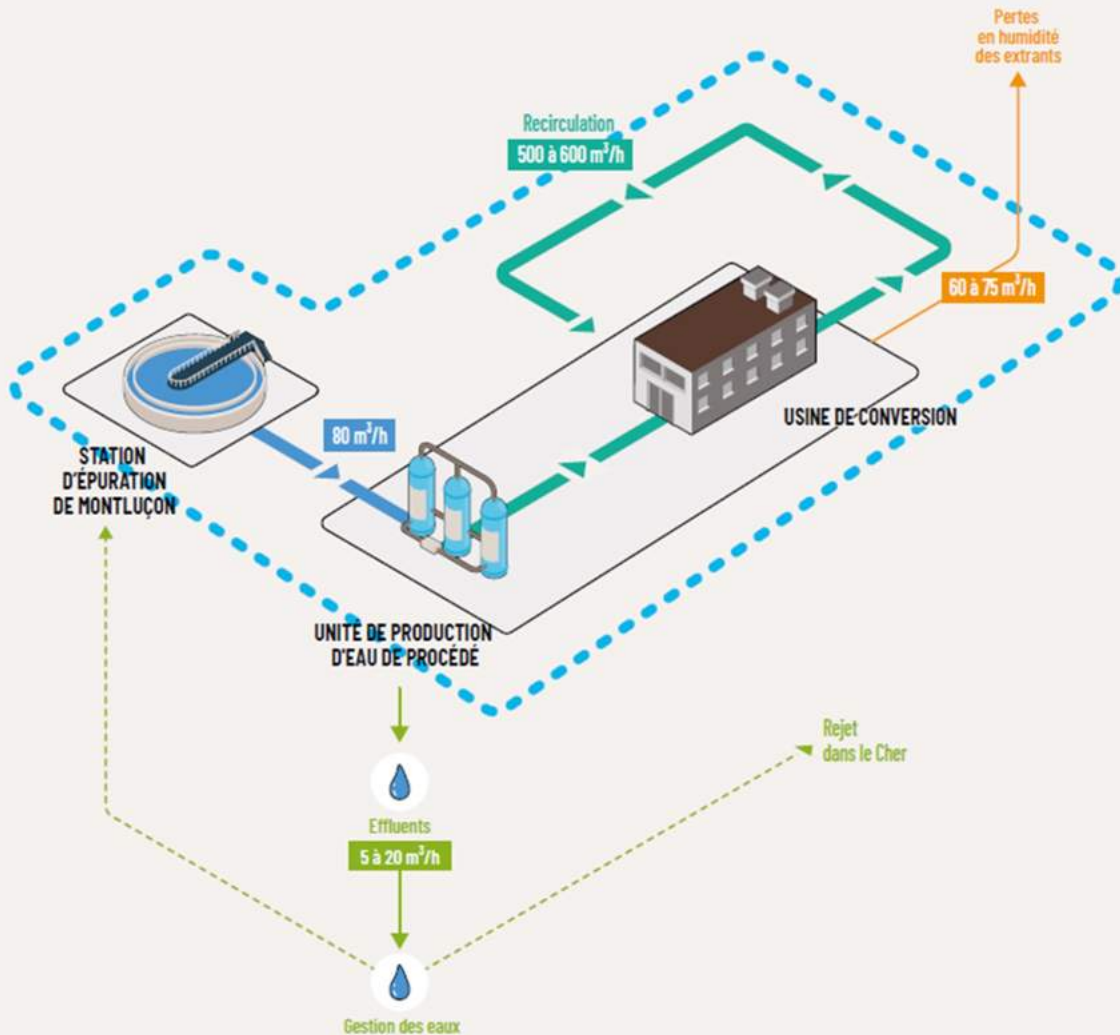 Pertes
en humidité
des extrants
Recirculation
500 à 600 m³/h
60 à 75 m³/h
80 m³/h
USINE DE CONVERSION
STATION
D'ÉPURATION
DE MONTLUÇON
UNITÉ DE PRODUCTION
D'EAU DE PROCÉDÉ
Rejet
dans le Cher
Effluents
5 à 20 m³/h
Gestion des eaux